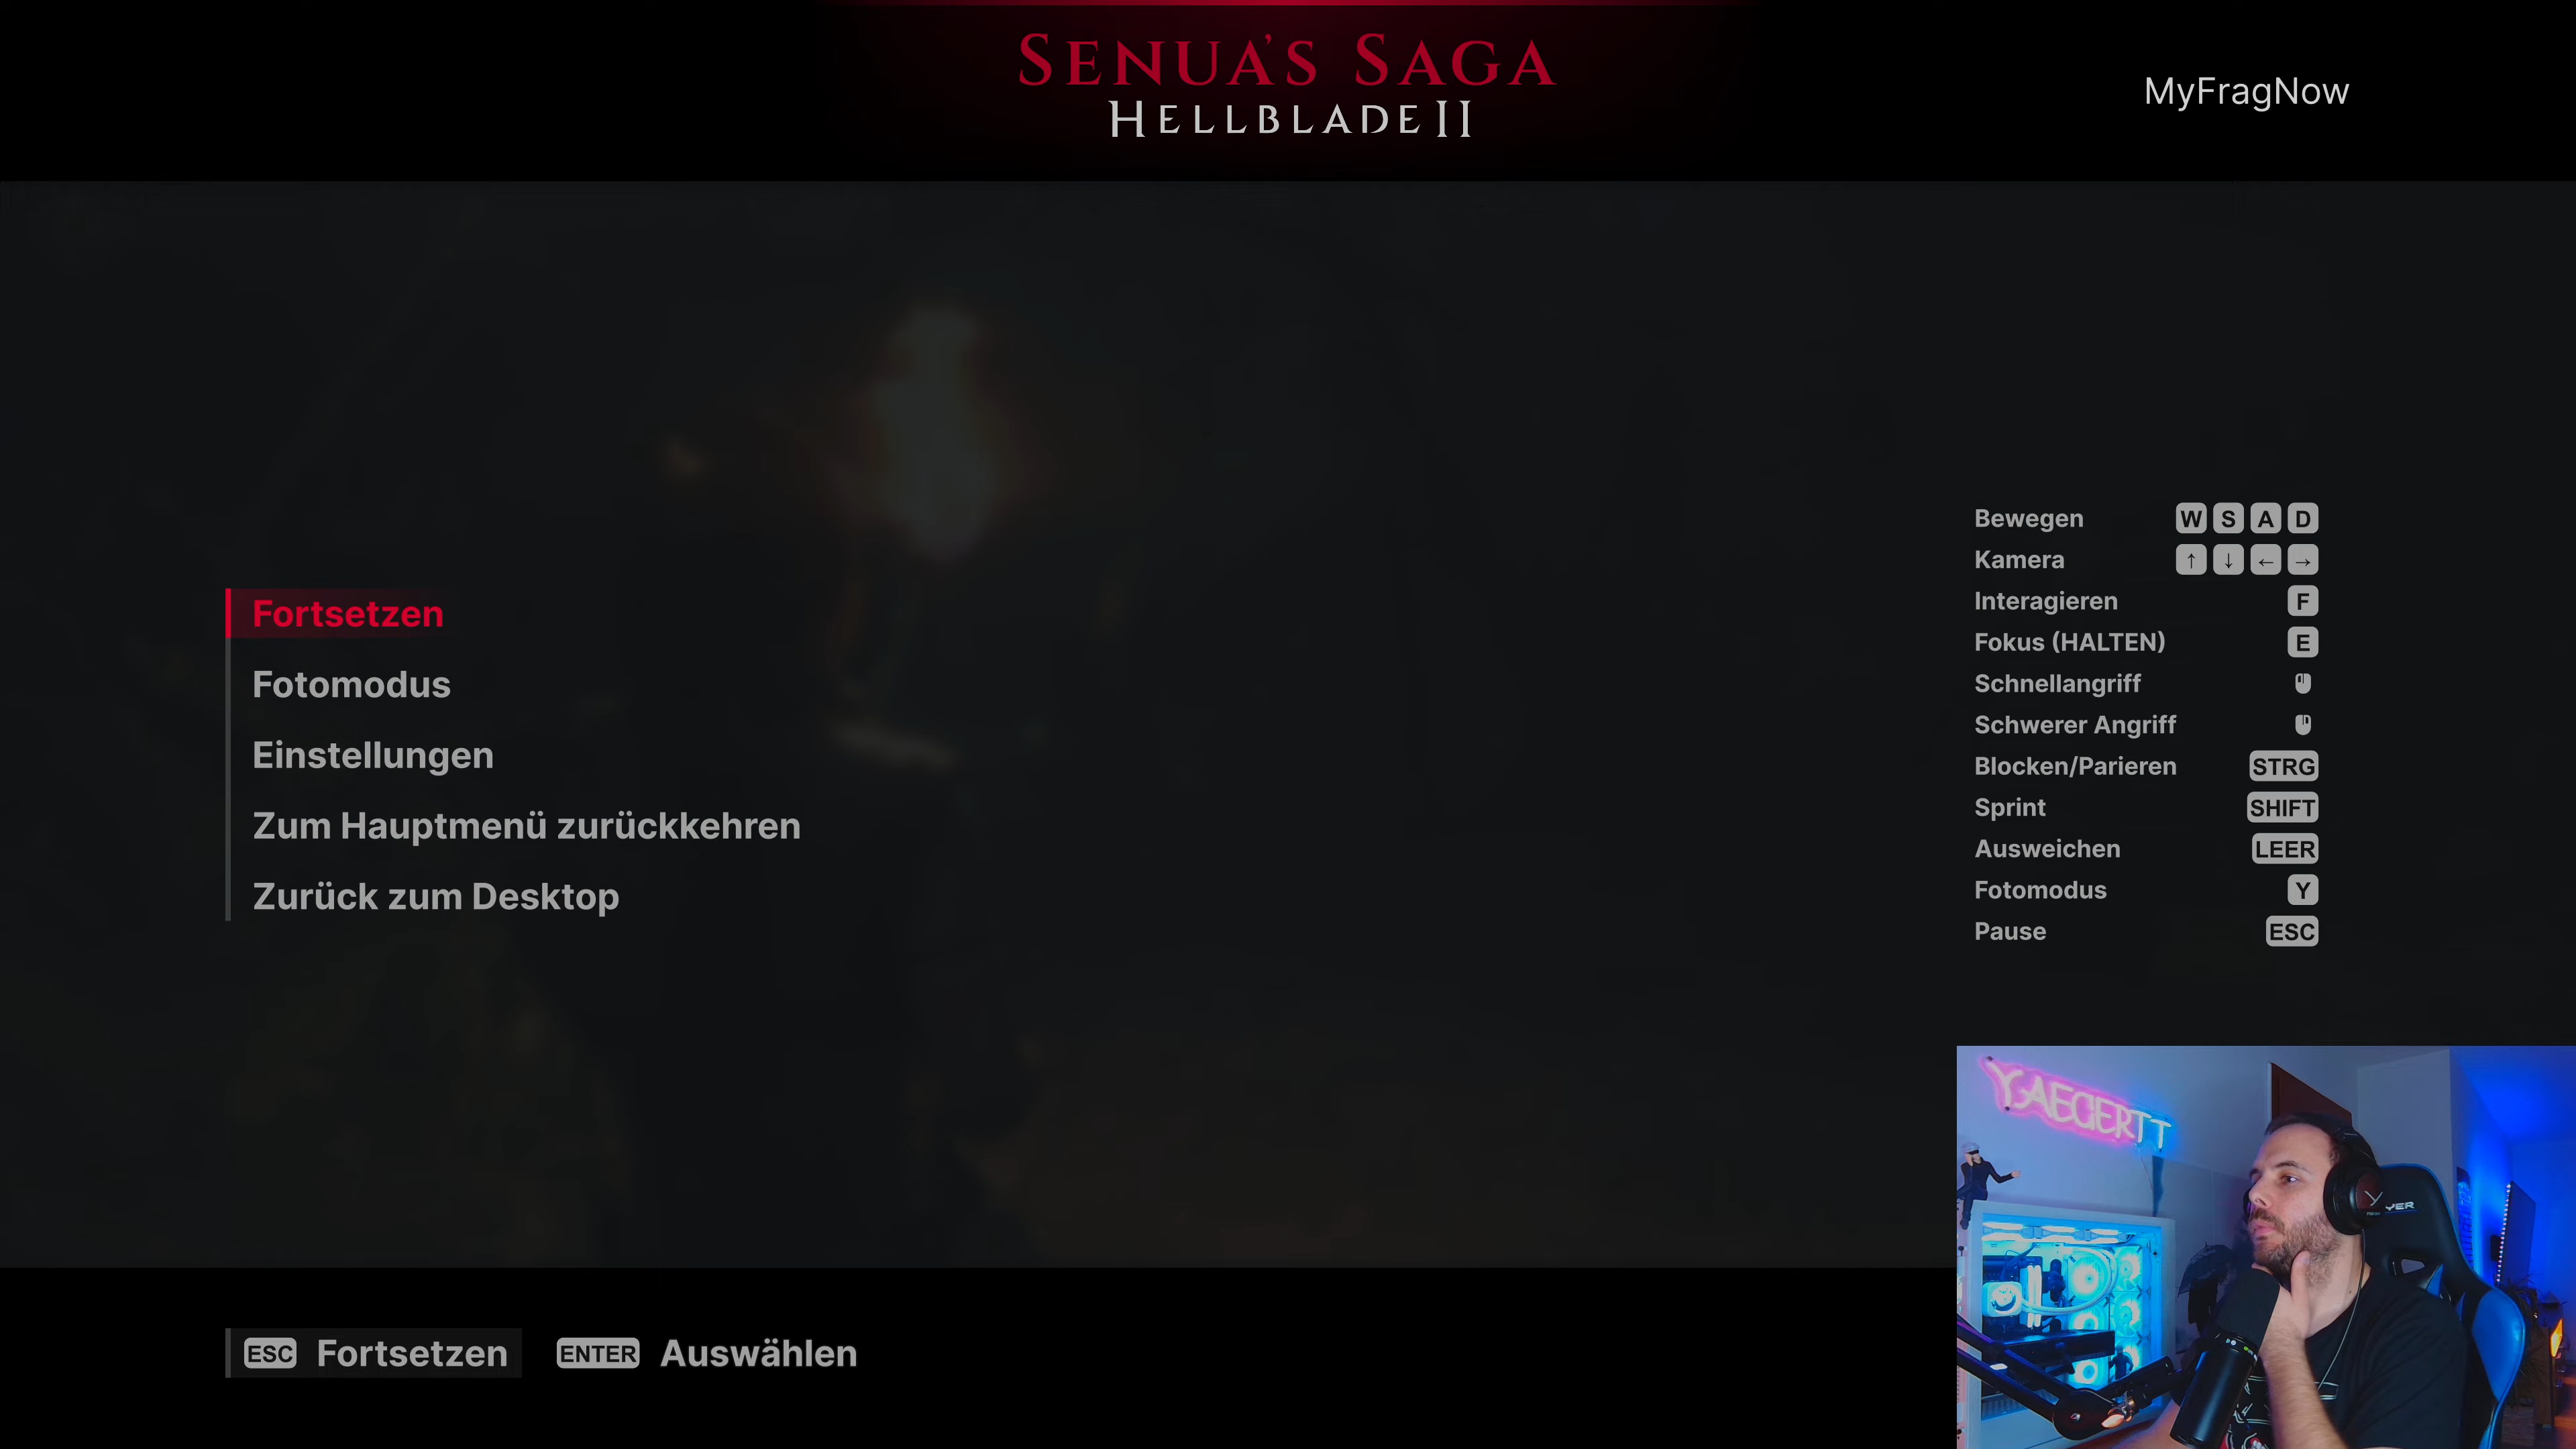 SENUA'S SAGA
HELLBLADE II
MyFragNow
Fortsetzen
Fotomodus
Einstellungen
Zum Hauptmenü zurückkehren
Zurück zum Desktop
Bewegen W S A D
Kamera ↑ ↓ ← →
Interagieren F
Fokus (HALTEN) E
Schnellangriff
Schwerer Angriff
Blocken/Parieren STRG
Sprint SHIFT
Ausweichen LEER
Fotomodus Y
Pause ESC
YAEGERTT
ESC Fortsetzen ENTER Auswählen